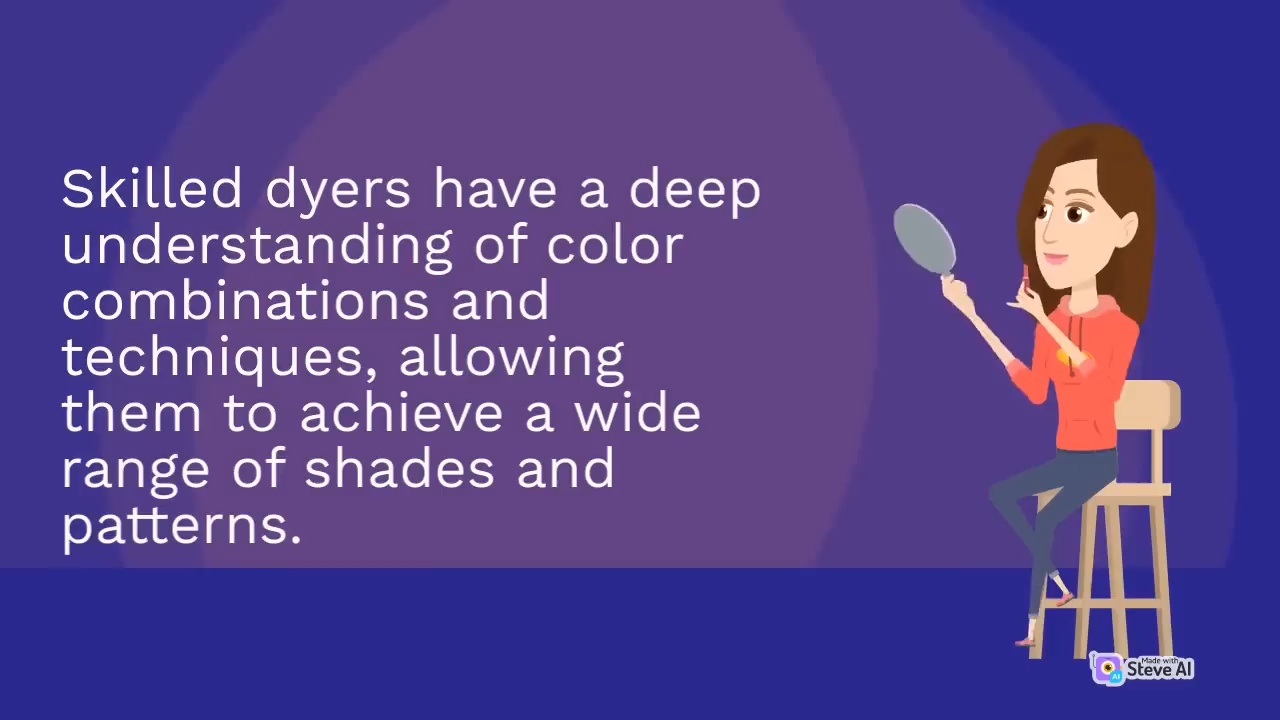 Skilled dyers have a deep
understanding of color
combinations and
techniques, allowing
them to achieve a wide
range of shades and
patterns.
Made with
Steve AI
AI